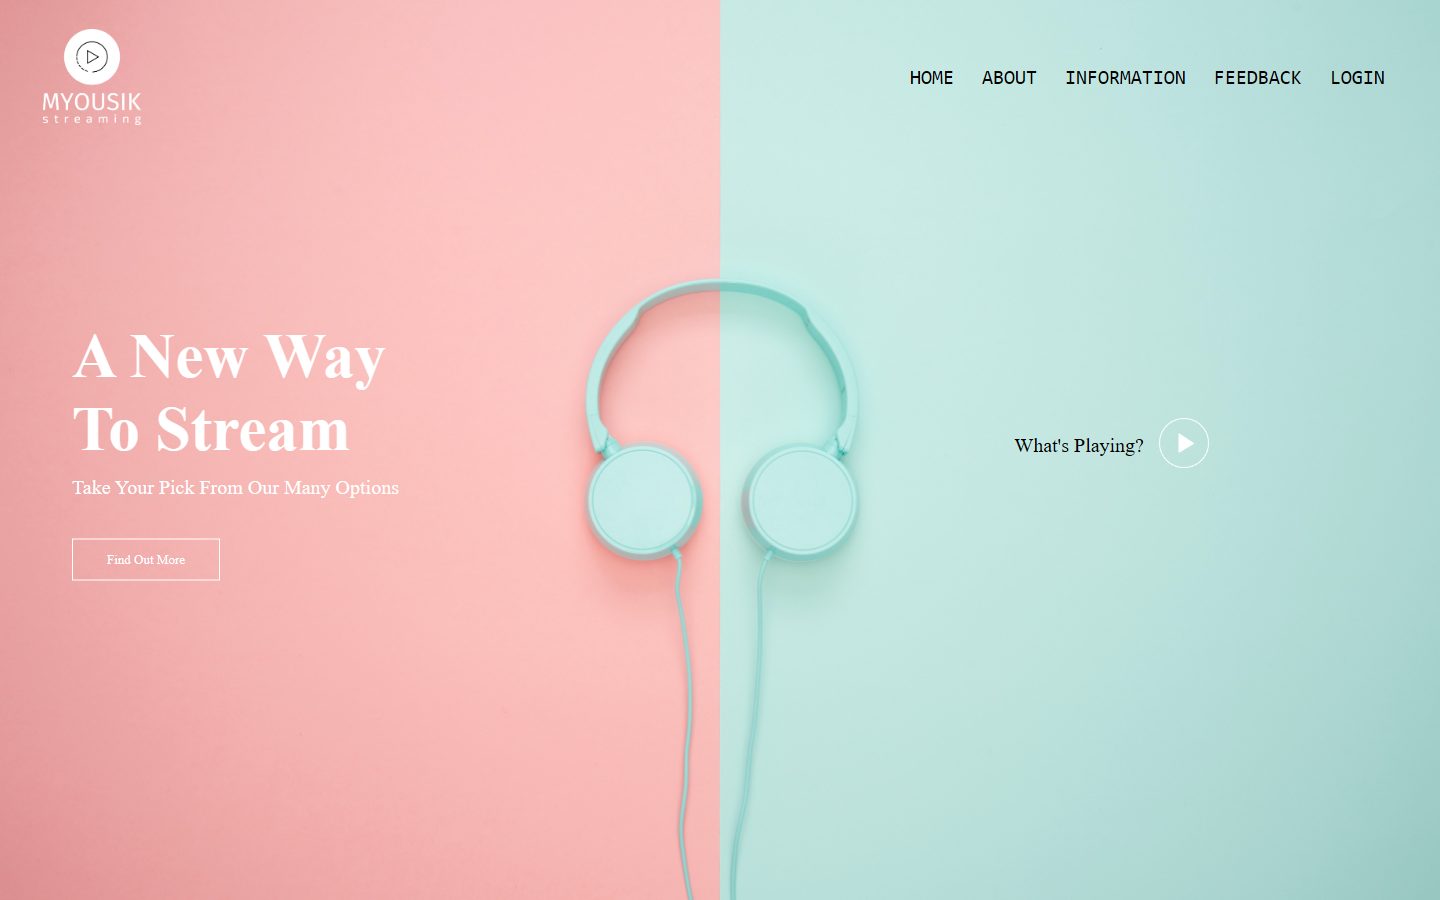 MYOUSIK
streaming
HOME ABOUT INFORMATION FEEDBACK LOGIN
A New Way
To Stream
Take Your Pick From Our Many Options
Find Out More
What's Playing?